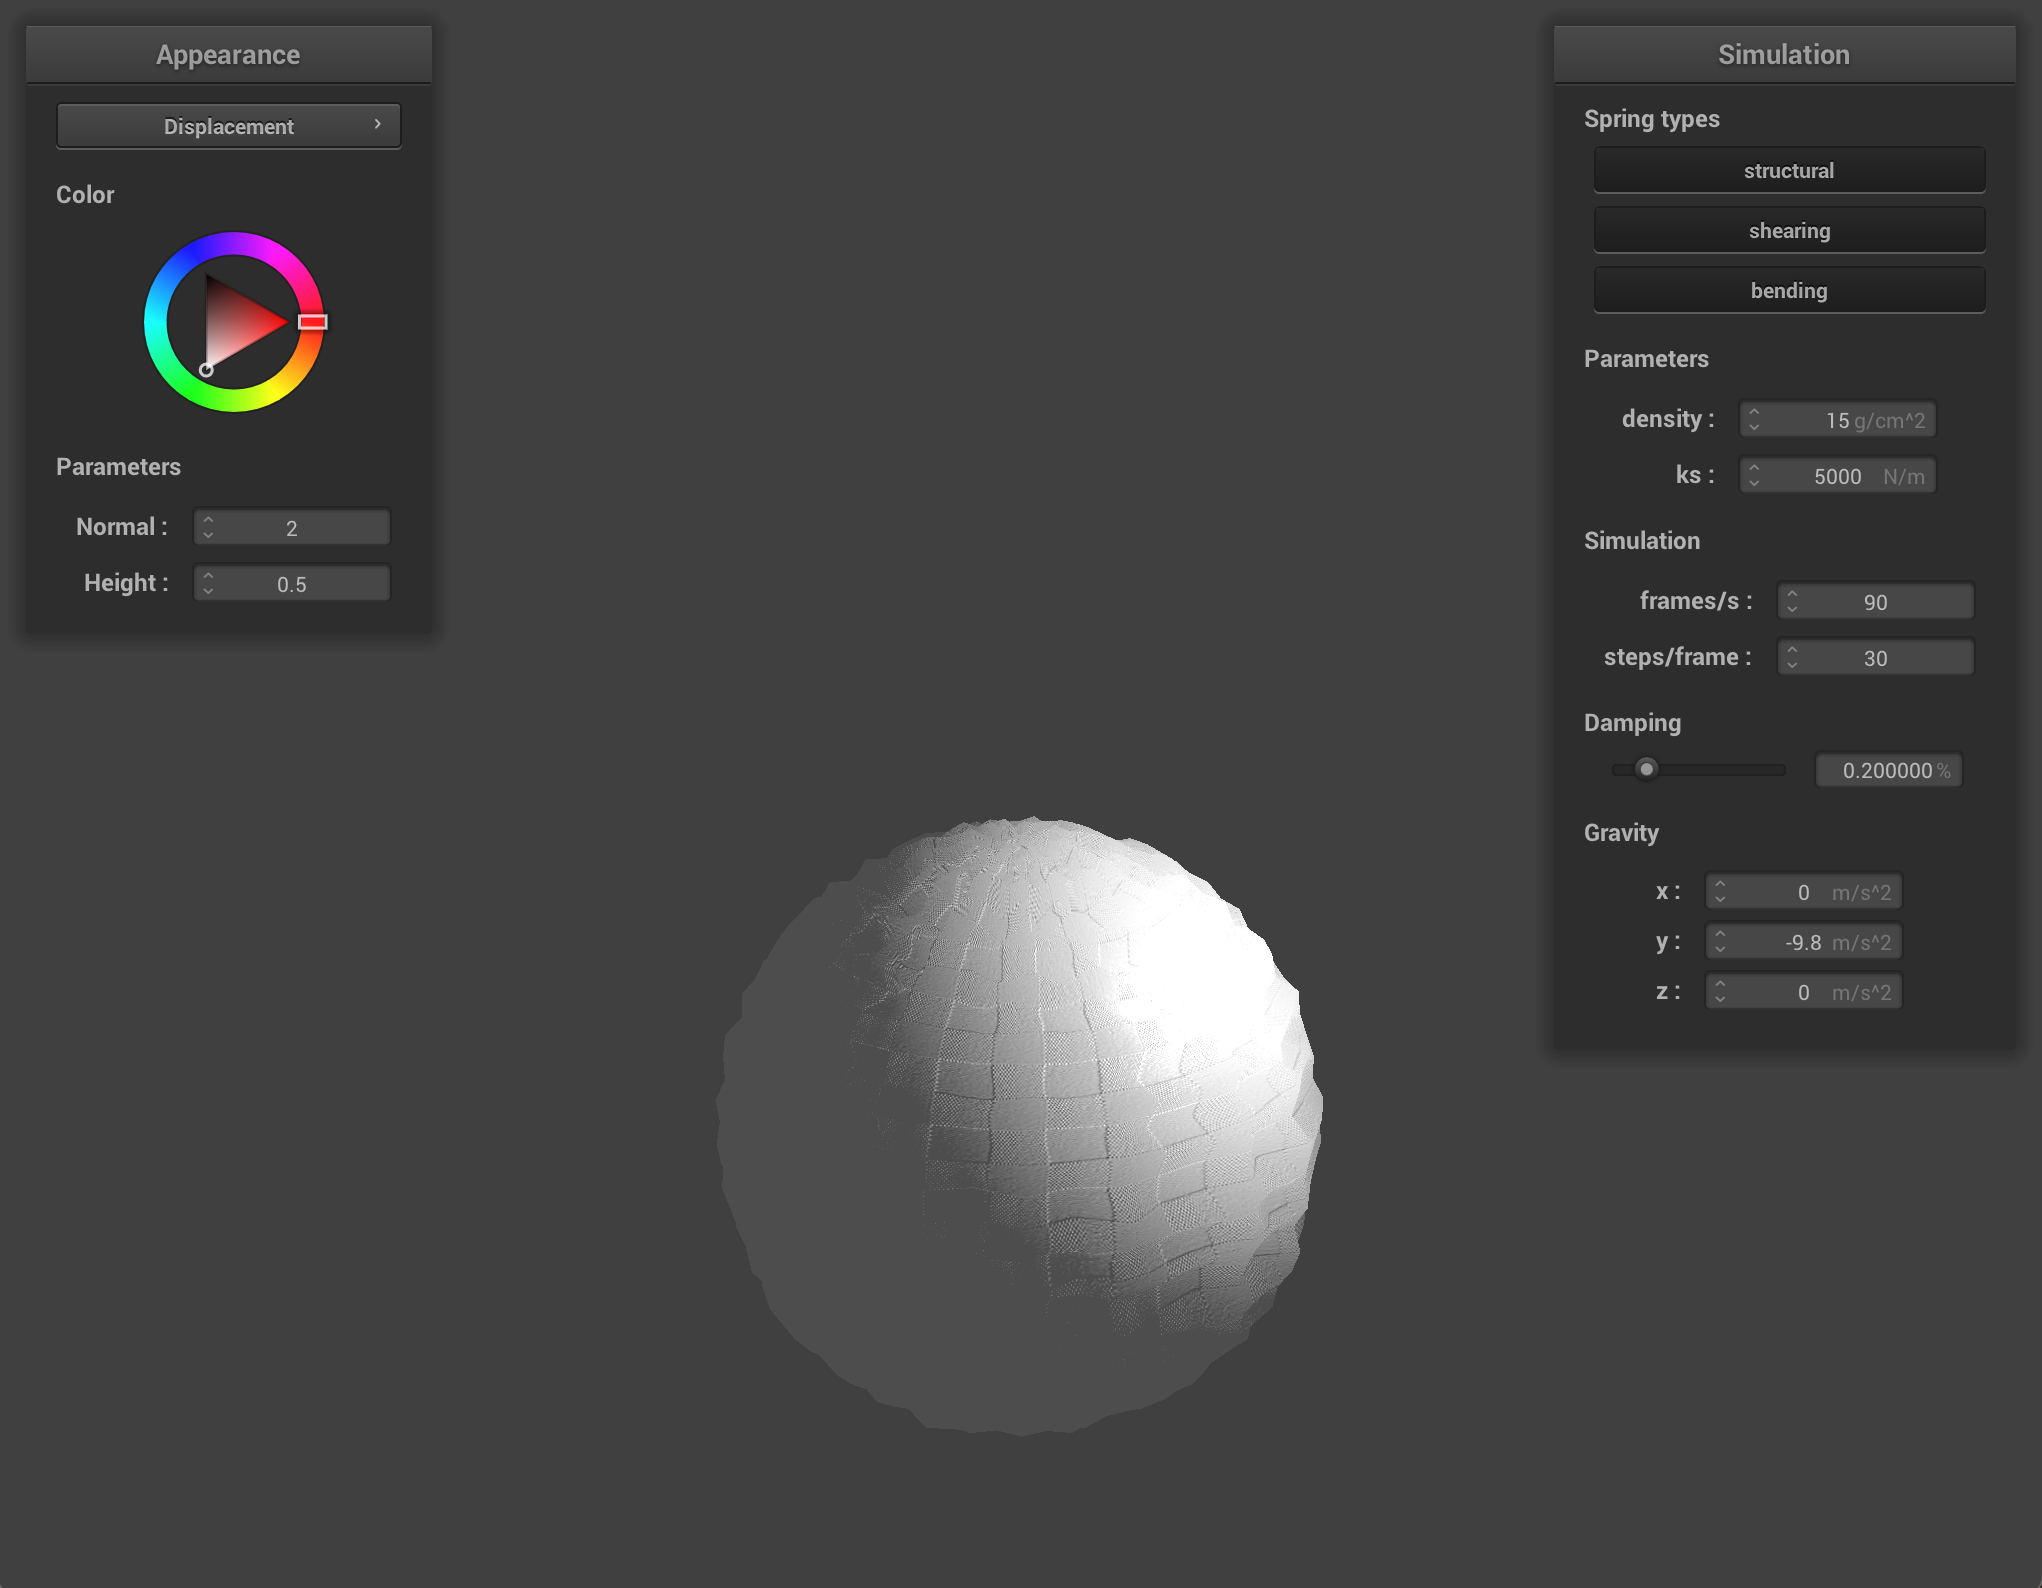 Appearance
Displacement
Color
Parameters
Normal : 2
Height : 0.5
Simulation
Spring types
structural
shearing
bending
Parameters
density : 15 g/cm^2
ks : 5000 N/m
Simulation
frames/s : 90
steps/frame : 30
Damping
0.200000 %
Gravity
x : 0 m/s^2
y : -9.8 m/s^2
z : 0 m/s^2